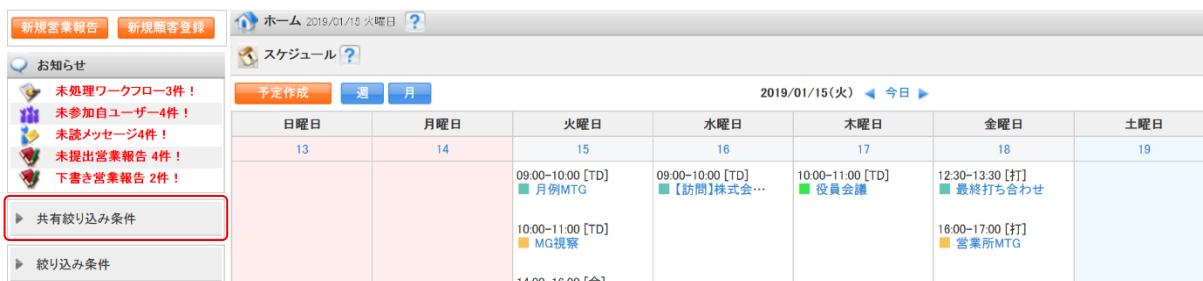 新規営業報告 新規顧客登録
ホーム 2019/01/15 火曜日 ?
お知らせ
未処理ワークフロー3件！
未参加自ユーザー4件！
未読メッセージ4件！
未提出営業報告 4件！
下書き営業報告 2件！
共有絞り込み条件
絞り込み条件
スケジュール ?
予定作成 週 月 2019/01/15(火) 今日
日曜日 月曜日 火曜日 水曜日 木曜日 金曜日 土曜日
13 14 15 16 17 18 19
09:00-10:00 [TD] 09:00-10:00 [TD] 10:00-11:00 [TD] 12:30-13:30 [打]
月例MTG 【訪問】株式会… 役員会議 最終打ち合わせ
10:00-11:00 [TD] 16:00-17:00 [打]
MG視察 営業所MTG